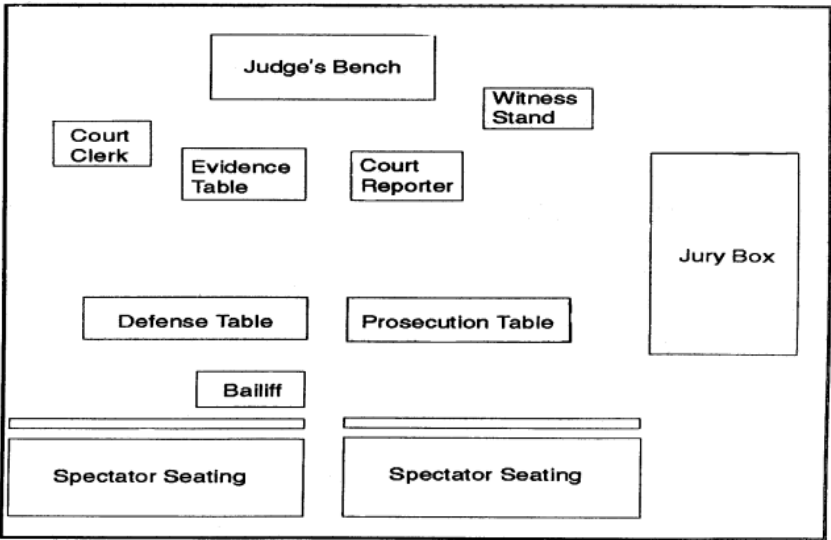 Judge's Bench
Witness
Stand
Court
Clerk
Evidence
Table
Court
Reporter
Jury Box
Defense Table
Prosecution Table
Bailiff
Spectator Seating
Spectator Seating